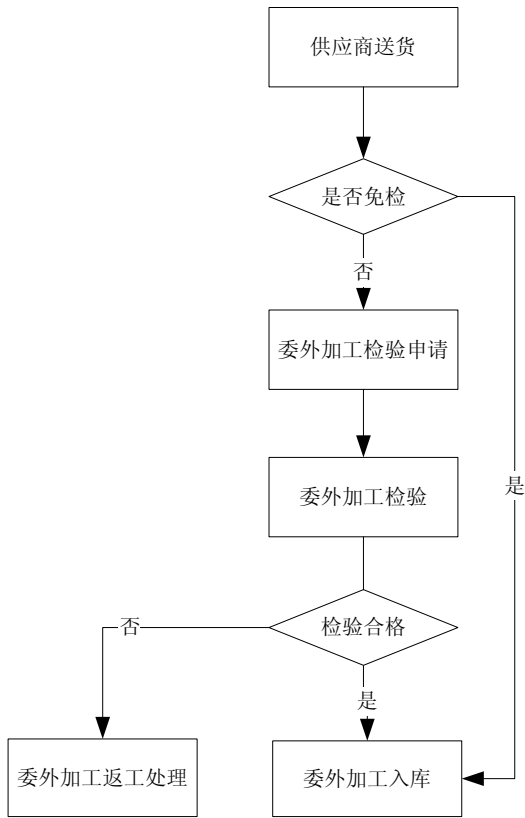 供应商送货
是否免检
否
委外加工检验申请
委外加工检验
是
检验合格
否
是
委外加工返工处理
委外加工入库